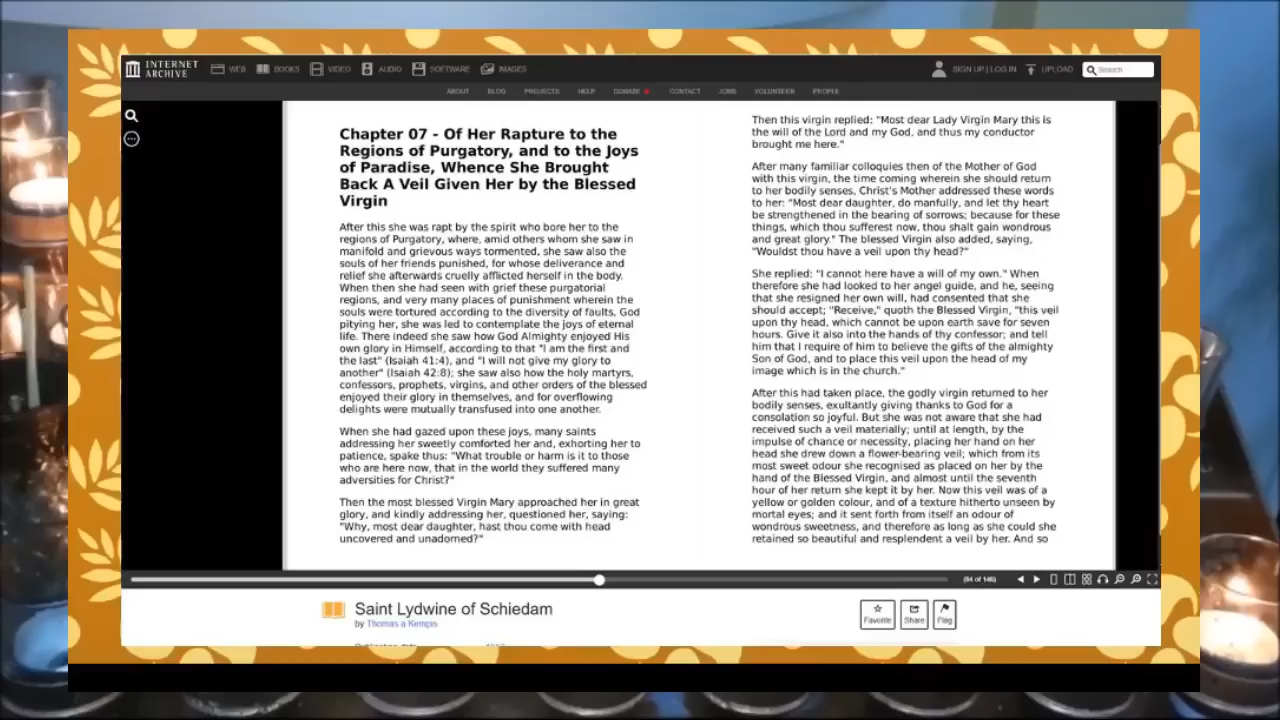 INTERNET
ARCHIVE
WEB
BOOKS
VIDEO
AUDIO
SOFTWARE
IMAGES
SIGN UP | LOG IN
UPLOAD
Search
ABOUT
BLOG
PROJECTS
HELP
DONATE
CONTACT
JOBS
VOLUNTEER
PEOPLE
Chapter 07 - Of Her Rapture to the
Regions of Purgatory, and to the Joys
of Paradise, Whence She Brought
Back A Veil Given Her by the Blessed
Virgin
After this she was rapt by the spirit who bore her to the
regions of Purgatory, where, amid others whom she saw in
manifold and grievous ways tormented, she saw also the
souls of her friends punished, for whose deliverance and
relief she afterwards cruelly afflicted herself in the body.
When then she had seen with grief these purgatorial
regions, and very many places of punishment wherein the
souls were tortured according to the diversity of faults, God
pitying her, she was led to contemplate the joys of eternal
life. There indeed she saw how God Almighty enjoyed His
own glory in Himself, according to that "I am the first and
the last" (Isaiah 41:4), and "I will not give my glory to
another" (Isaiah 42:8); she saw also how the holy martyrs,
confessors, prophets, virgins, and other orders of the blessed
enjoyed their glory in themselves, and for overflowing
delights were mutually transfused into one another.
When she had gazed upon these joys, many saints
addressing her sweetly comforted her and, exhorting her to
patience, spake thus: "What trouble or harm is it to those
who are here now, that in the world they suffered many
adversities for Christ?"
Then the most blessed Virgin Mary approached her in great
glory, and kindly addressing her, questioned her, saying:
"Why, most dear daughter, hast thou come with head
uncovered and unadorned?"
Then this virgin replied: "Most dear Lady Virgin Mary this is
the will of the Lord and my God, and thus my conductor
brought me here."
After many familiar colloquies then of the Mother of God
with this virgin, the time coming wherein she should return
to her bodily senses, Christ's Mother addressed these words
to her: "Most dear daughter, do manfully, and let thy heart
be strengthened in the bearing of sorrows; because for these
things, which thou sufferest now, thou shalt gain wondrous
and great glory." The blessed Virgin also added, saying,
"Wouldst thou have a veil upon thy head?"
She replied: "I cannot here have a will of my own." When
therefore she had looked to her angel guide, and he, seeing
that she resigned her own will, had consented that she
should accept; "Receive," quoth the Blessed Virgin, "this veil
upon thy head, which cannot be upon earth save for seven
hours. Give it also into the hands of thy confessor; and tell
him that I require of him to believe the gifts of the almighty
Son of God, and to place this veil upon the head of my
image which is in the church."
After this had taken place, the godly virgin returned to her
bodily senses, exultantly giving thanks to God for a
consolation so joyful. But she was not aware that she had
received such a veil materially; until at length, by the
impulse of chance or necessity, placing her hand on her
head she drew down a flower-bearing veil; which from its
most sweet odour she recognised as placed on her by the
hand of the Blessed Virgin, and almost until the seventh
hour of her return she kept it by her. Now this veil was of a
yellow or golden colour, and of a texture hitherto unseen by
mortal eyes; and it sent forth from itself an odour of
wondrous sweetness, and therefore as long as she could she
retained so beautiful and resplendent a veil by her. And so
(84 of 146)
Saint Lydwine of Schiedam
by Thomas a Kempis
Favorite
Share
Flag